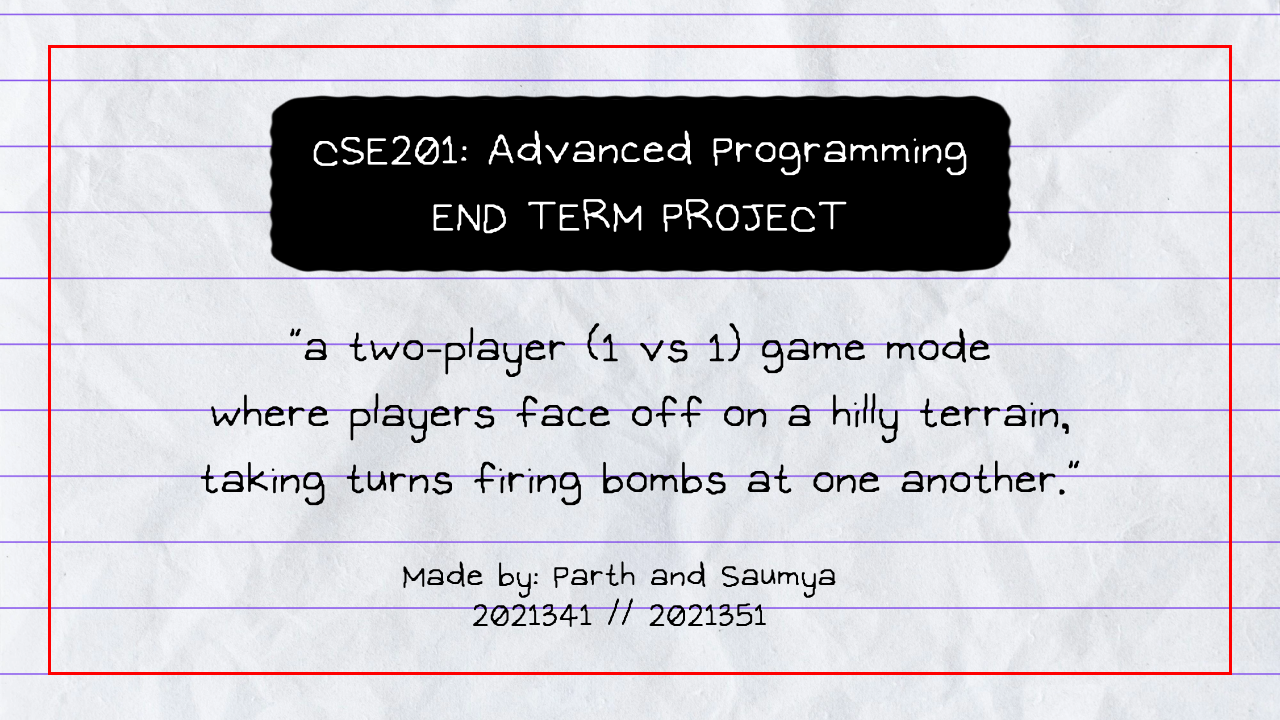 CSE201: Advanced Programming
END TERM PROJECT
"a two-player (1 vs 1) game mode
where players face off on a hilly terrain,
taking turns firing bombs at one another."
Made by: Parth and Saumya
2021341 // 2021351